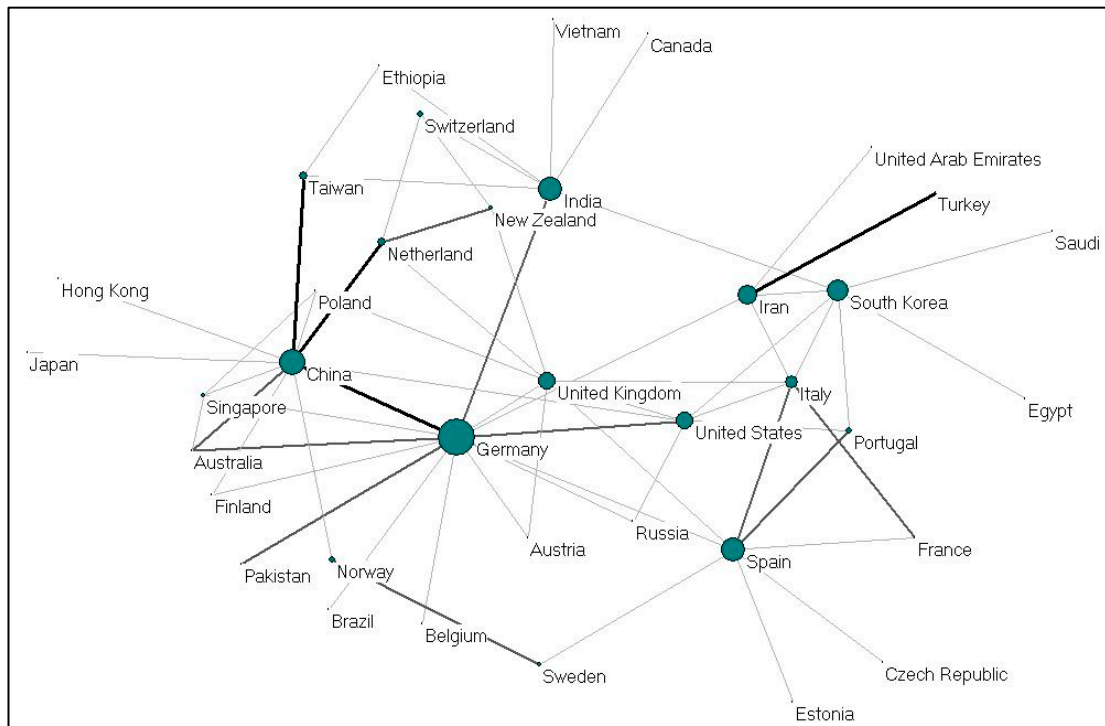 Vietnam
Canada
Ethiopia
Switzerland
United Arab Emirates
Taiwan
India
Turkey
New Zealand
Saudi
Netherland
Hong Kong
Poland
Iran
South Korea
Japan
China
United Kingdom
Italy
Singapore
Egypt
United States
Germany
Portugal
Australia
Finland
Russia
Austria
France
Spain
Pakistan
Norway
Brazil
Belgium
Sweden
Czech Republic
Estonia